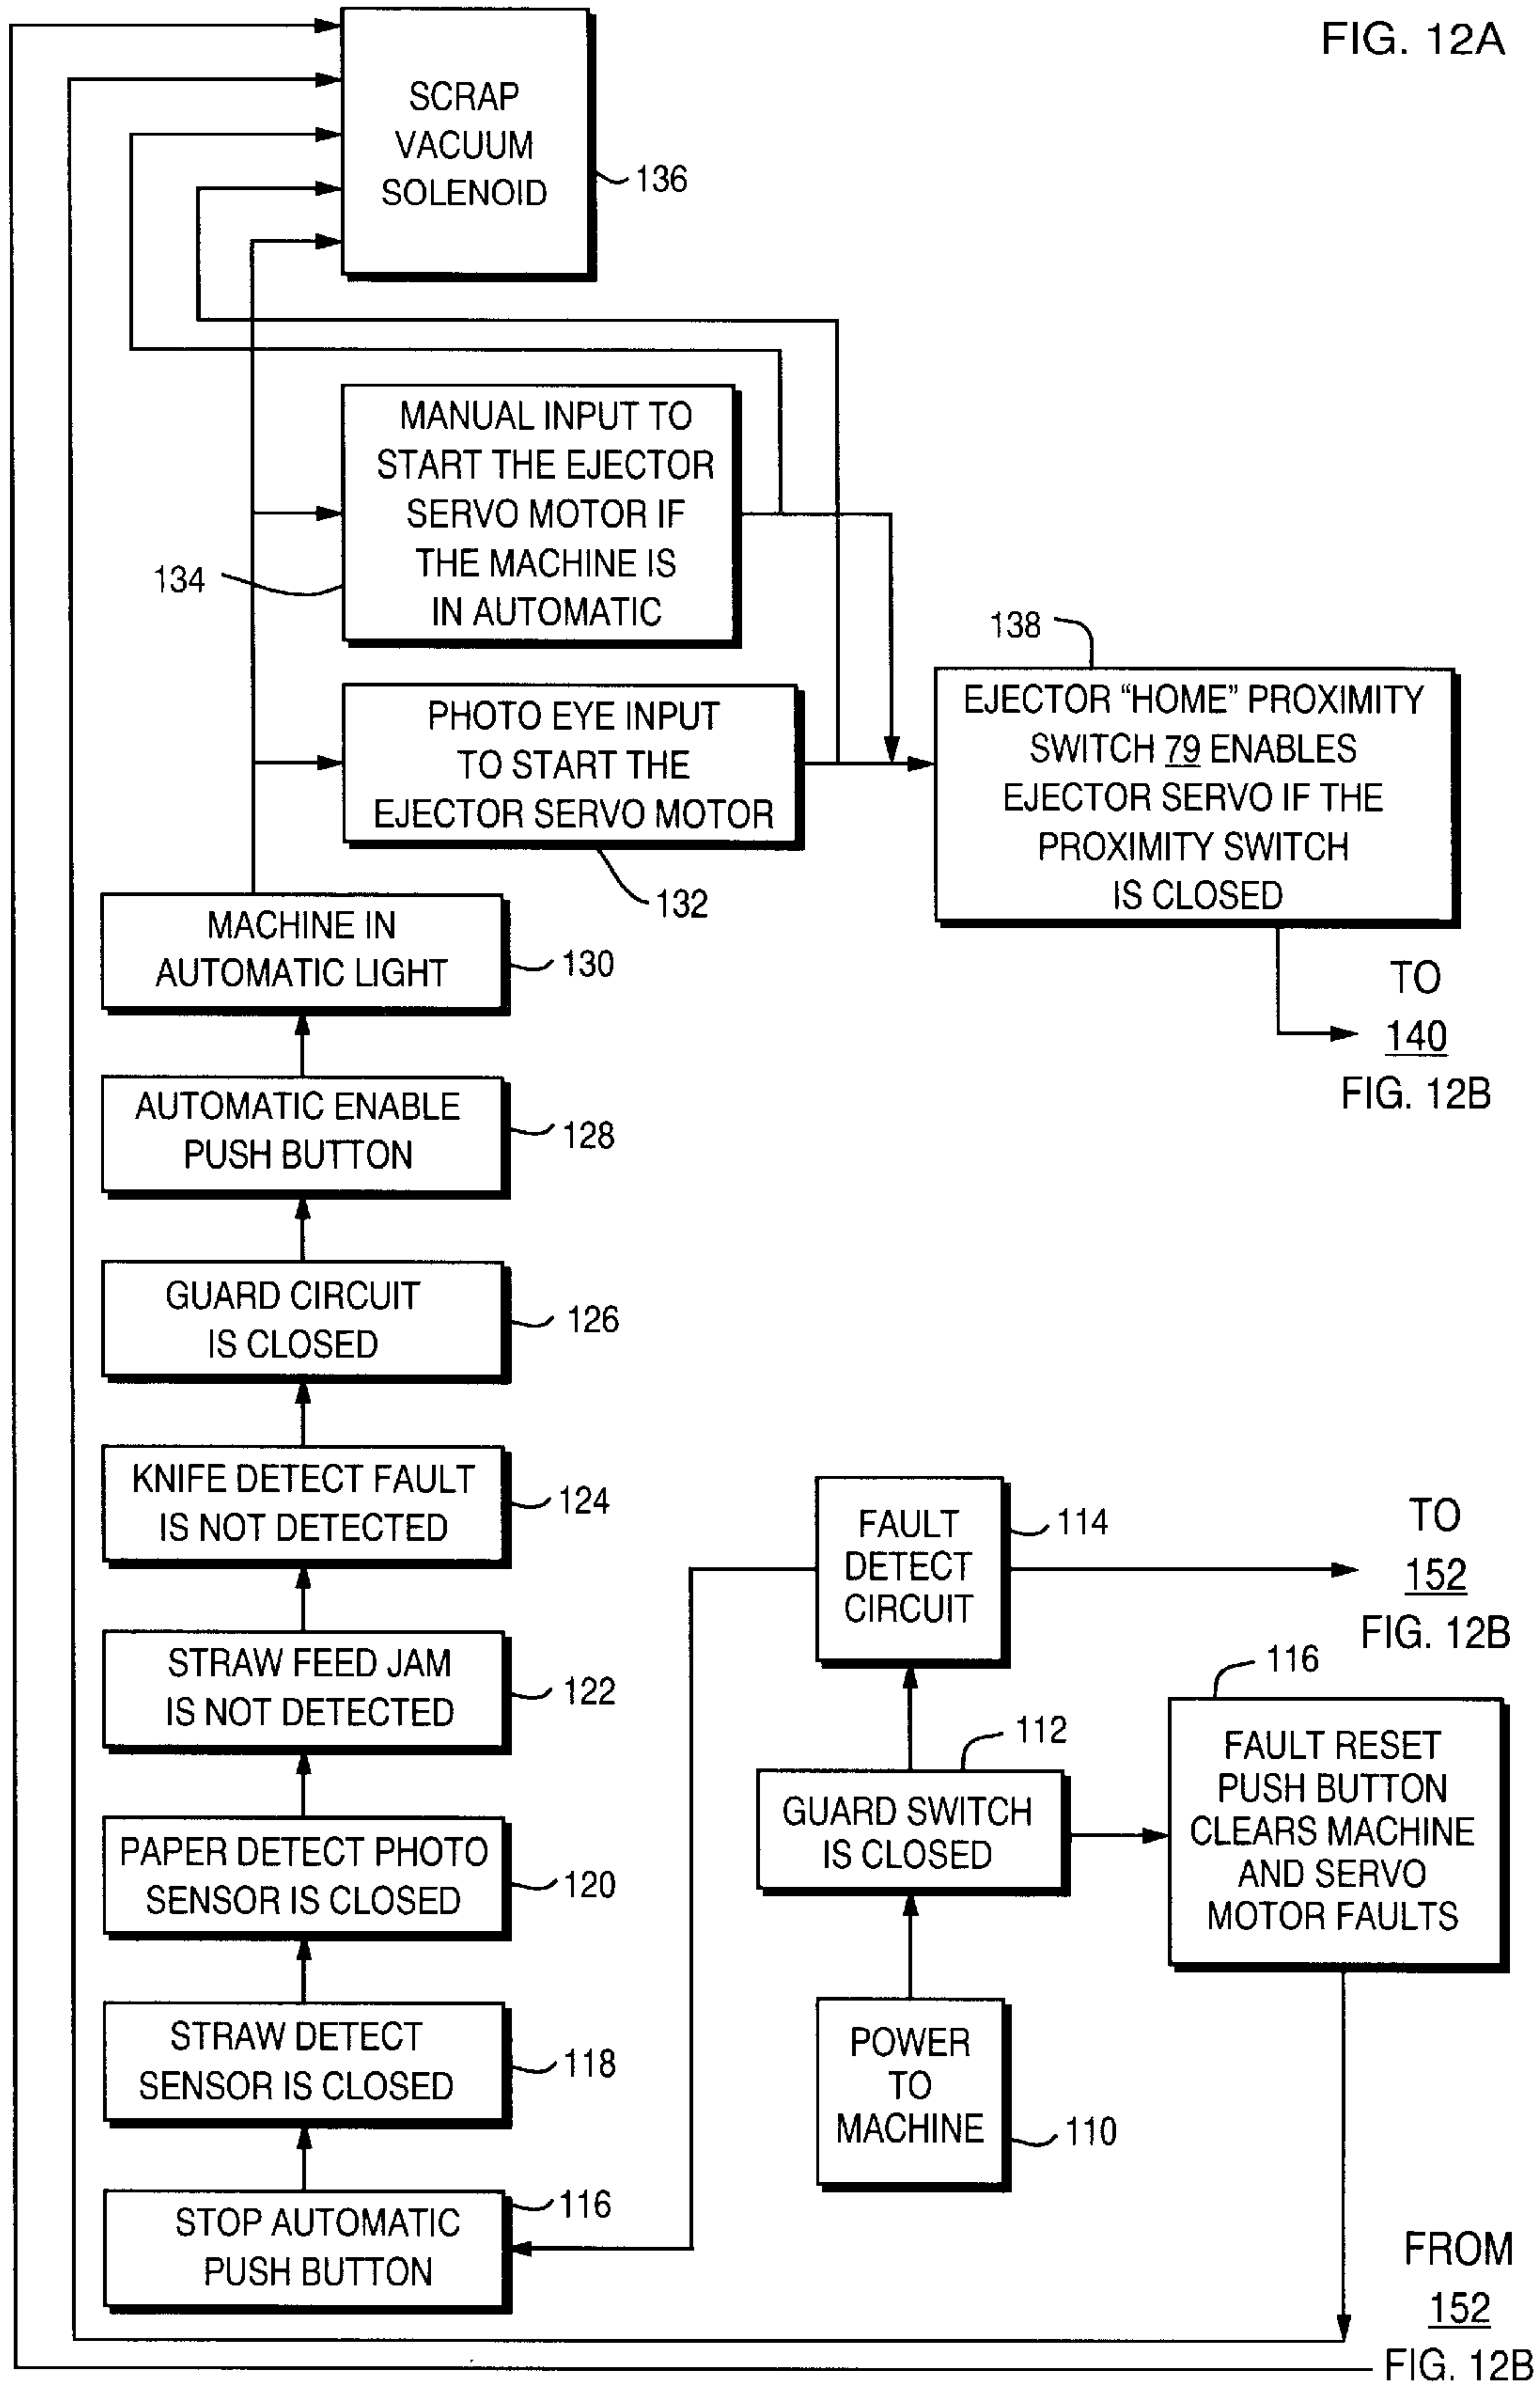 FIG. 12A
SCRAP
VACUUM
SOLENOID
136
MANUAL INPUT TO
START THE EJECTOR
SERVO MOTOR IF
THE MACHINE IS
IN AUTOMATIC
134
138
PHOTO EYE INPUT
TO START THE
EJECTOR SERVO MOTOR
132
EJECTOR “HOME” PROXIMITY
SWITCH 79 ENABLES
EJECTOR SERVO IF THE
PROXIMITY SWITCH
IS CLOSED
TO
140
FIG. 12B
MACHINE IN
AUTOMATIC LIGHT
130
AUTOMATIC ENABLE
PUSH BUTTON
128
GUARD CIRCUIT
IS CLOSED
126
KNIFE DETECT FAULT
IS NOT DETECTED
124
FAULT
DETECT
CIRCUIT
114
TO
152
FIG. 12B
STRAW FEED JAM
IS NOT DETECTED
122
112
GUARD SWITCH
IS CLOSED
116
FAULT RESET
PUSH BUTTON
CLEARS MACHINE
AND SERVO
MOTOR FAULTS
PAPER DETECT PHOTO
SENSOR IS CLOSED
120
STRAW DETECT
SENSOR IS CLOSED
118
POWER
TO
MACHINE
110
STOP AUTOMATIC
PUSH BUTTON
116
FROM
152
FIG. 12B